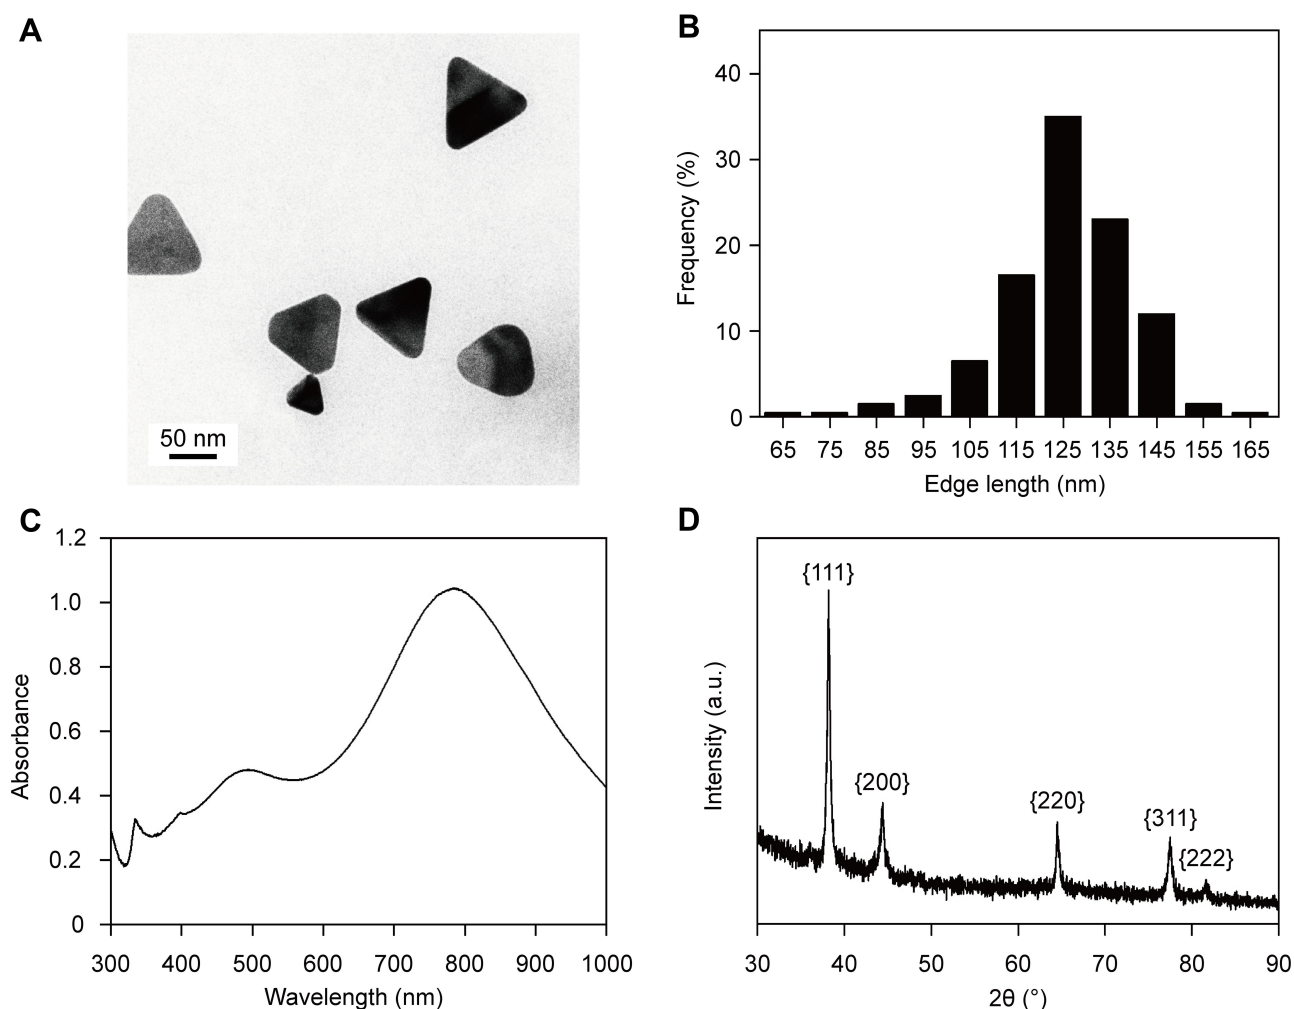 A
50 nm
B
Frequency (%)
40
30
20
10
0
65 75 85 95 105 115 125 135 145 155 165
Edge length (nm)
C
Absorbance
1.2
1.0
0.8
0.6
0.4
0.2
0
300 400 500 600 700 800 900 1000
Wavelength (nm)
D
Intensity (a.u.)
{111}
{200}
{220}
{311}
{222}
30 40 50 60 70 80 90
2θ (°)